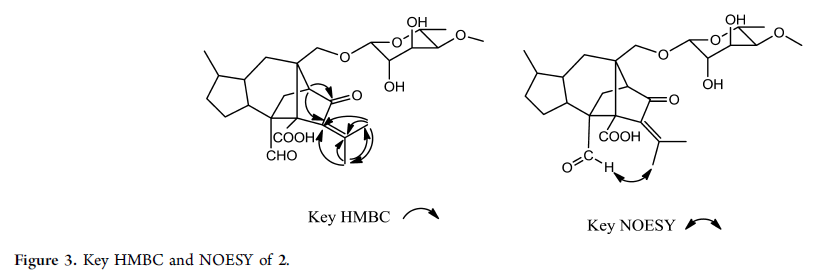 OH
OH
O
O
O
O
O
O
O
O
OH
OH
COOH
COOH
CHO
O
C
H
Key HMBC
Key NOESY
Figure 3. Key HMBC and NOESY of 2.